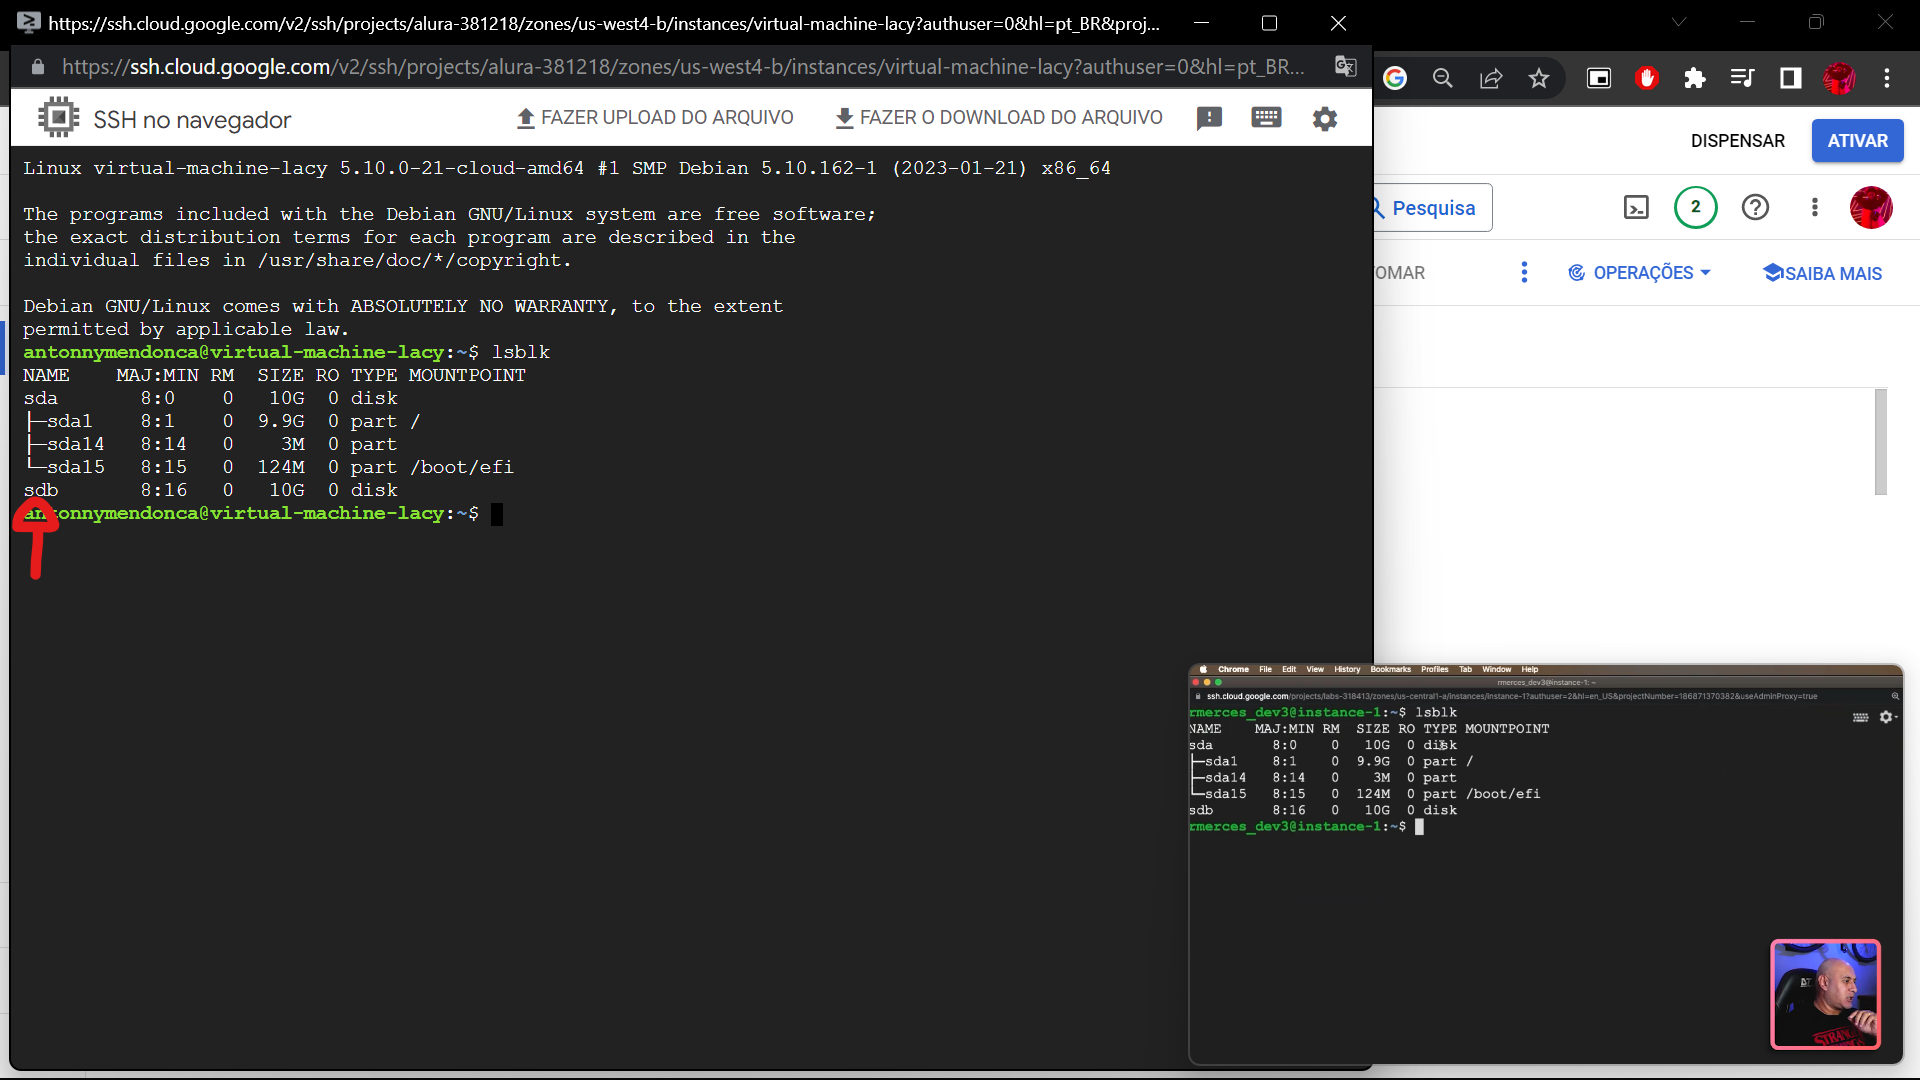 https://ssh.cloud.google.com/v2/ssh/projects/alura-381218/zones/us-west4-b/instances/virtual-machine-lacy?authuser=0&hl=pt_BR&proj...
https://ssh.cloud.google.com/v2/ssh/projects/alura-381218/zones/us-west4-b/instances/virtual-machine-lacy?authuser=0&hl=pt_BR...
SSH no navegador
FAZER UPLOAD DO ARQUIVO
FAZER O DOWNLOAD DO ARQUIVO
DISPENSAR
ATIVAR
Pesquisa
2
OMAR
OPERAÇÕES
SAIBA MAIS
Linux virtual-machine-lacy 5.10.0-21-cloud-amd64 #1 SMP Debian 5.10.162-1 (2023-01-21) x86_64
The programs included with the Debian GNU/Linux system are free software;
the exact distribution terms for each program are described in the
individual files in /usr/share/doc/*/copyright.
Debian GNU/Linux comes with ABSOLUTELY NO WARRANTY, to the extent
permitted by applicable law.
antonnymendonca@virtual-machine-lacy:~$ lsblk
NAME MAJ:MIN RM SIZE RO TYPE MOUNTPOINT
sda 8:0 0 10G 0 disk
├─sda1 8:1 0 9.9G 0 part /
├─sda14 8:14 0 3M 0 part
└─sda15 8:15 0 124M 0 part /boot/efi
sdb 8:16 0 10G 0 disk
antonnymendonca@virtual-machine-lacy:~$
Chrome File Edit View History Bookmarks Profiles Tab Window Help
rmerces_dev3@instance-1: ~
ssh.cloud.google.com/projects/labs-318413/zones/us-central1-a/instances/instance-1?authuser=2&hl=en_US&projectNumber=186871370382&useAdminProxy=true
rmerces_dev3@instance-1:~$ lsblk
NAME MAJ:MIN RM SIZE RO TYPE MOUNTPOINT
sda 8:0 0 10G 0 disk
├─sda1 8:1 0 9.9G 0 part /
├─sda14 8:14 0 3M 0 part
└─sda15 8:15 0 124M 0 part /boot/efi
sdb 8:16 0 10G 0 disk
rmerces_dev3@instance-1:~$